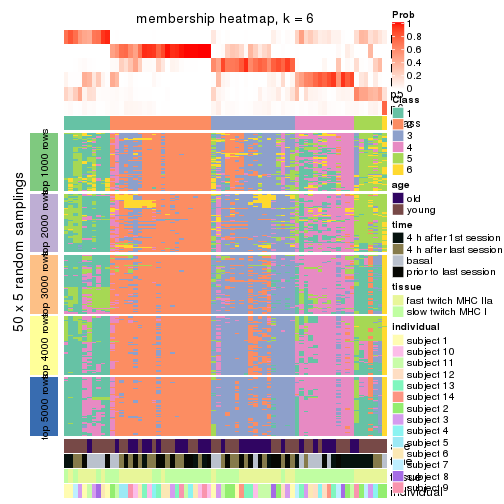 membership heatmap, k = 6
50 x 5 random samplings
top 1000 rows
top 2000 rows
top 3000 rows
top 4000 rows
top 5000 rows
Prob
1
0.8
0.6
0.4
0.2
0
p5
Class
1
2
3
4
5
6
age
old
young
time
4 h after 1st session
4 h after last session
basal
prior to last session
tissue
fast twitch MHC IIa
slow twitch MHC I
individual
subject 1
subject 10
subject 11
subject 12
subject 13
subject 14
subject 2
subject 3
subject 4
subject 5
subject 6
subject 7
subject 8
subject 9
individual